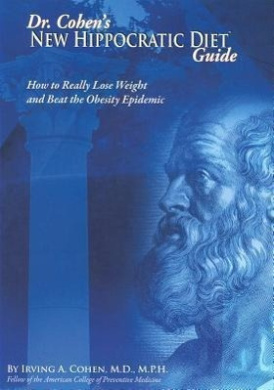 Dr. Cohen's
NEW HIPPOCRATIC DIET
Guide
How to Really Lose Weight
and Beat the Obesity Epidemic
BY IRVING A. COHEN, M.D., M.P.H.
Fellow of the American College of Preventive Medicine